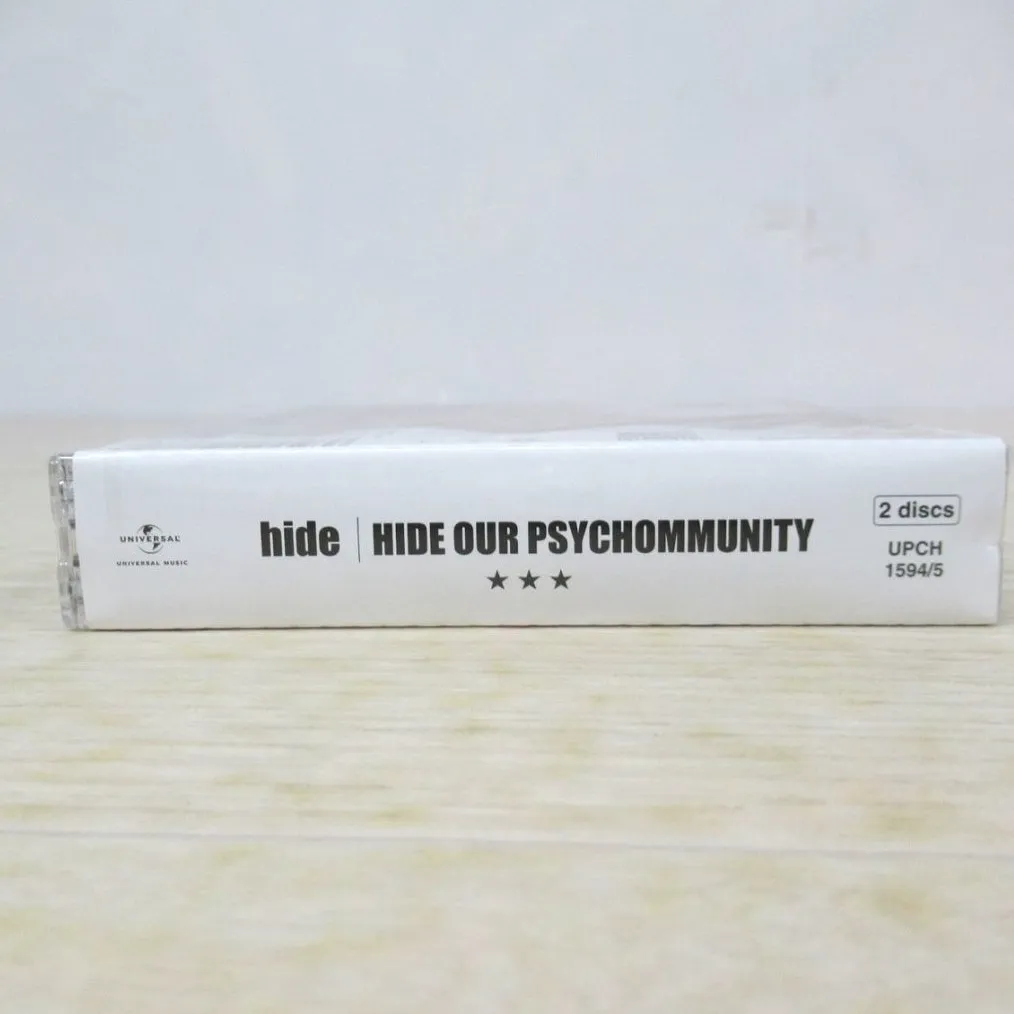 UNIVERSAL
UNIVERSAL MUSIC
hide | HIDE OUR PSYCHOMMUNITY
★ ★ ★
2 discs
UPCH
1594/5